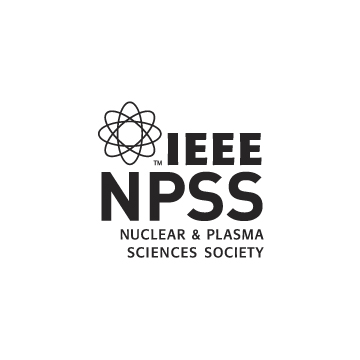 ™ IEEE
NPSS
NUCLEAR & PLASMA
SCIENCES SOCIETY